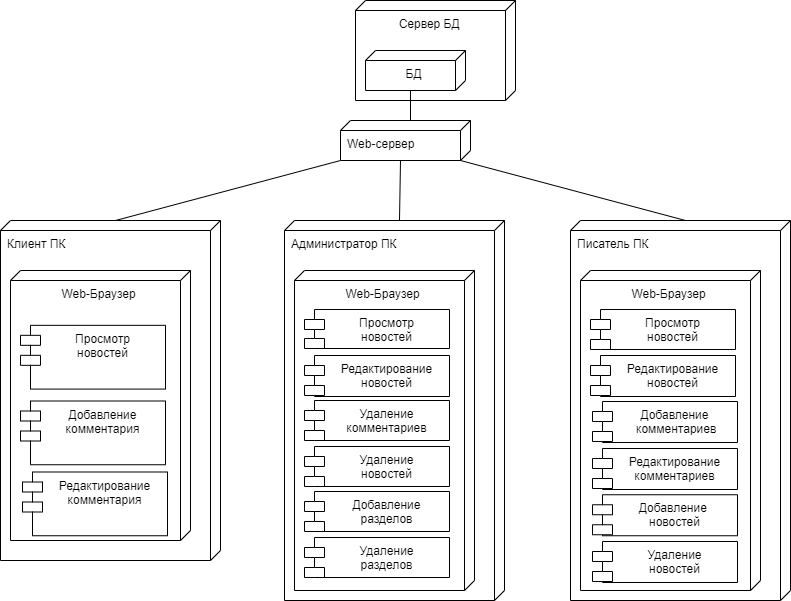 Сервер БД
БД
Web-сервер
Клиент ПК
Web-Браузер
Просмотр
новостей
Добавление
комментария
Редактирование
комментария
Администратор ПК
Web-Браузер
Просмотр
новостей
Редактирование
новостей
Удаление
комментариев
Удаление
новостей
Добавление
разделов
Удаление
разделов
Писатель ПК
Web-Браузер
Просмотр
новостей
Редактирование
новостей
Добавление
комментариев
Редактирование
комментариев
Добавление
новостей
Удаление
новостей